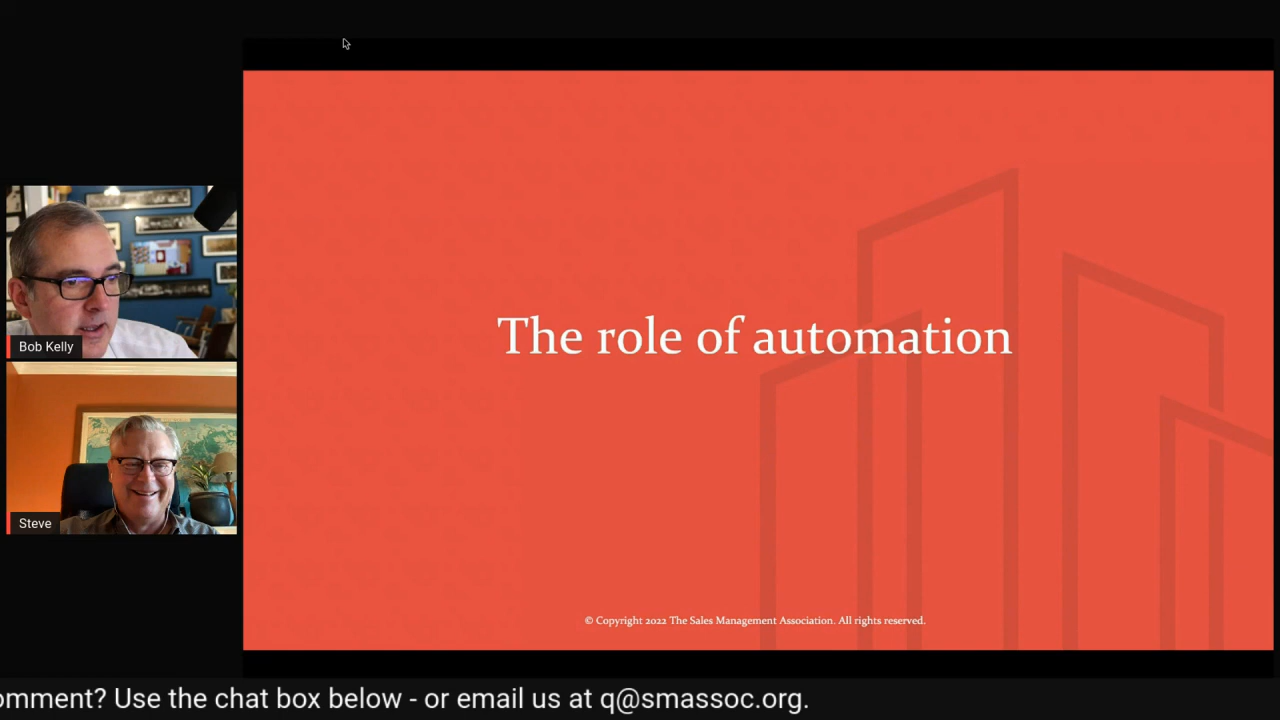 Bob Kelly
Steve
The role of automation
© Copyright 2022 The Sales Management Association. All rights reserved.
omment? Use the chat box below - or email us at q@smassoc.org.